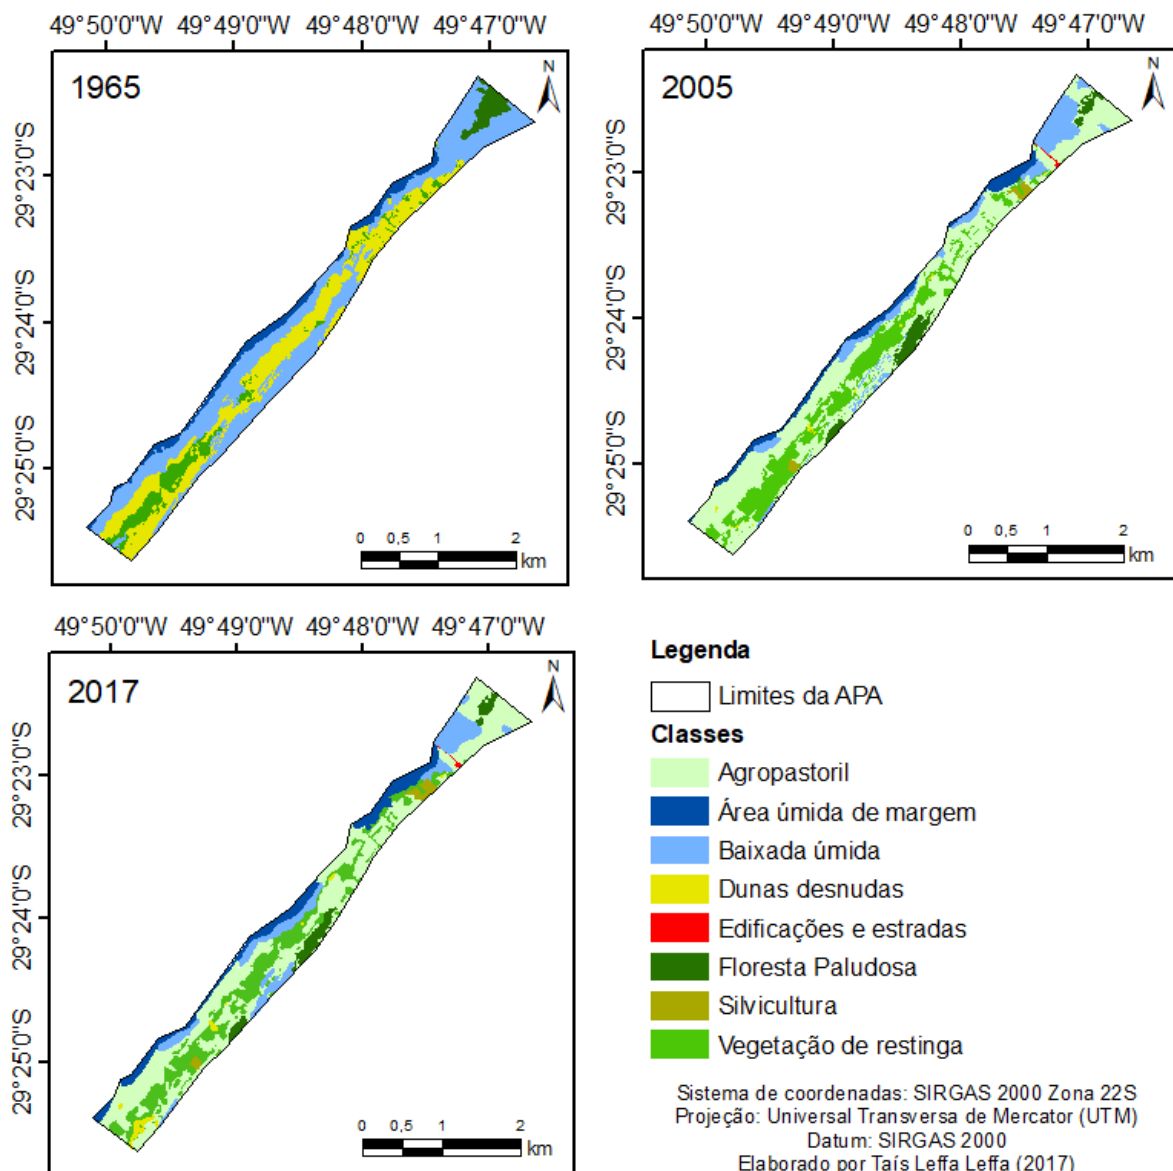 49°50'0"W 49°49'0"W 49°48'0"W 49°47'0"W
1965
N
29°23'0"S
29°24'0"S
29°25'0"S
0 0,5 1 2
km
49°50'0"W 49°49'0"W 49°48'0"W 49°47'0"W
2005
N
29°23'0"S
29°24'0"S
29°25'0"S
0 0,5 1 2
km
49°50'0"W 49°49'0"W 49°48'0"W 49°47'0"W
2017
N
29°23'0"S
29°24'0"S
29°25'0"S
0 0,5 1 2
km
Legenda
Limites da APA
Classes
Agropastoril
Área úmida de margem
Baixada úmida
Dunas desnudas
Edificações e estradas
Floresta Paludosa
Silvicultura
Vegetação de restinga
Sistema de coordenadas: SIRGAS 2000 Zona 22S
Projeção: Universal Transversa de Mercator (UTM)
Datum: SIRGAS 2000
Elaborado por Taís Leffa Leffa (2017)